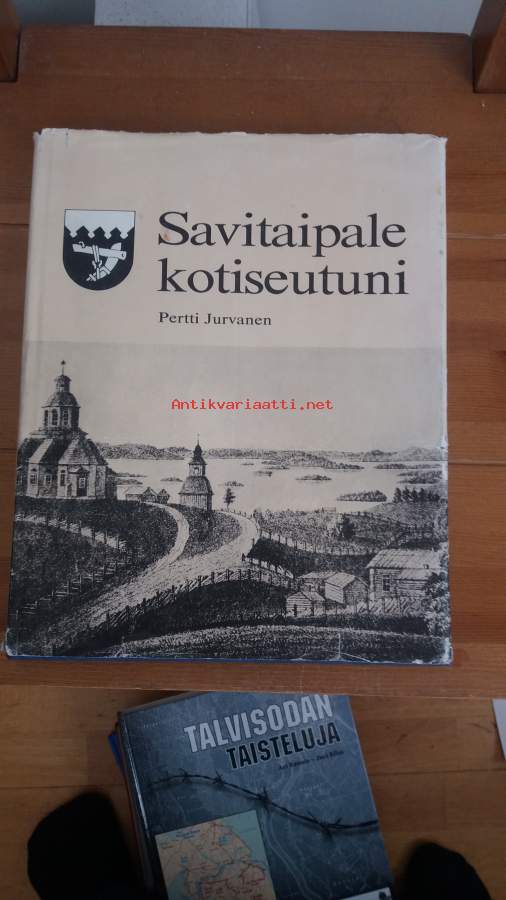 Savitaipale
kotiseutuni
Pertti Jurvanen
Antikvariaatti.net
TALVISODAN
TAISTELUJA